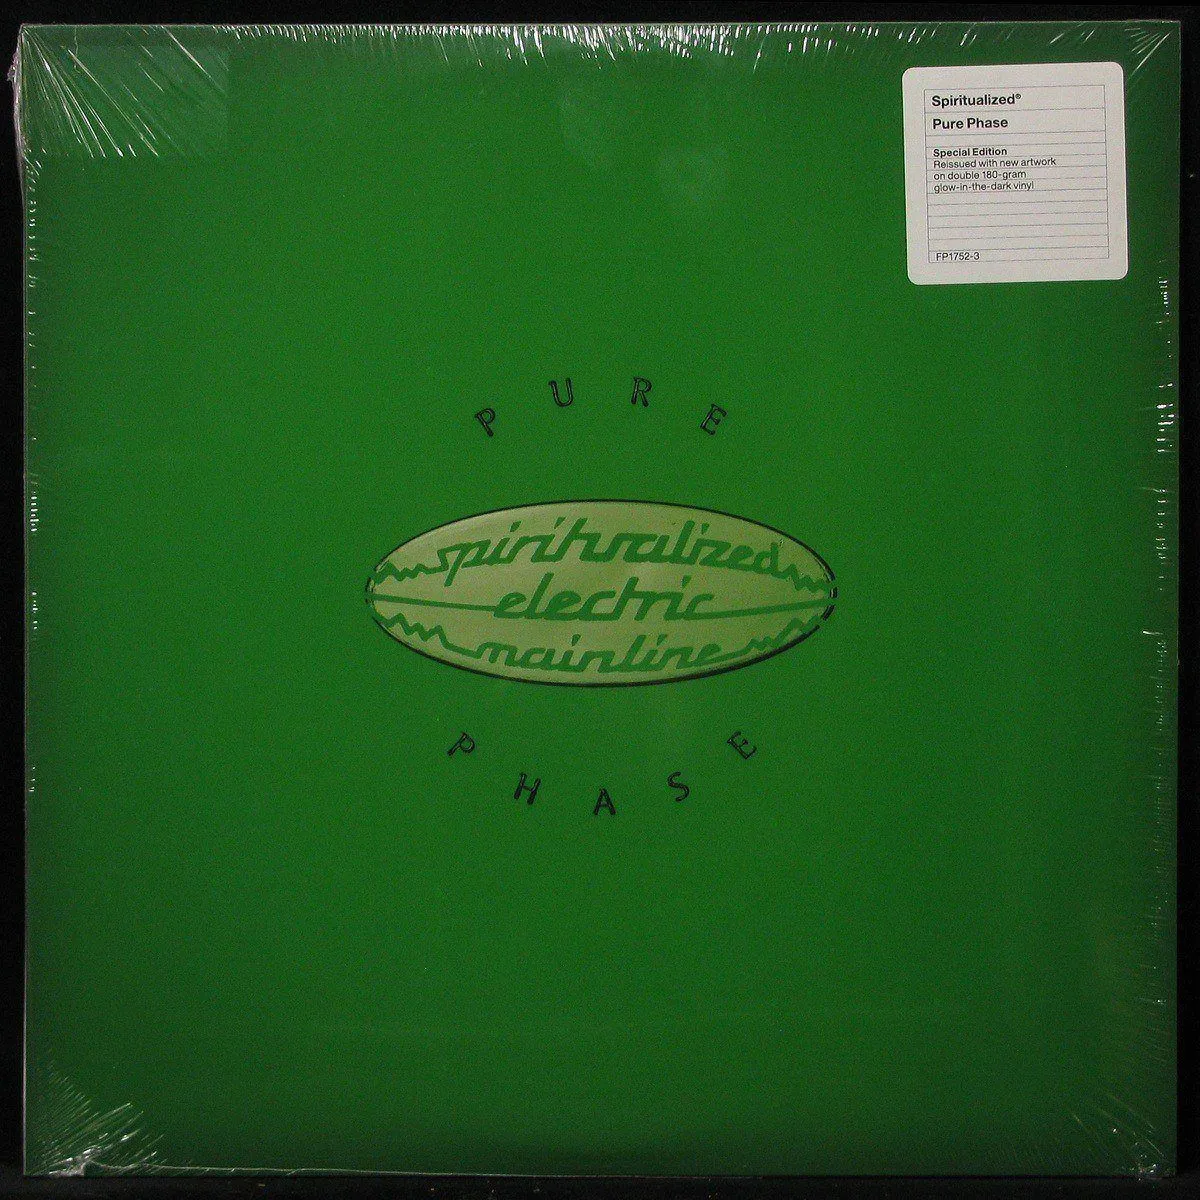 Spiritualized®
Pure Phase
Special Edition
Reissued with new artwork
on double 180-gram
glow-in-the-dark vinyl
FP1752-3
PURE
spiritualized
electric
mainline
PHASE